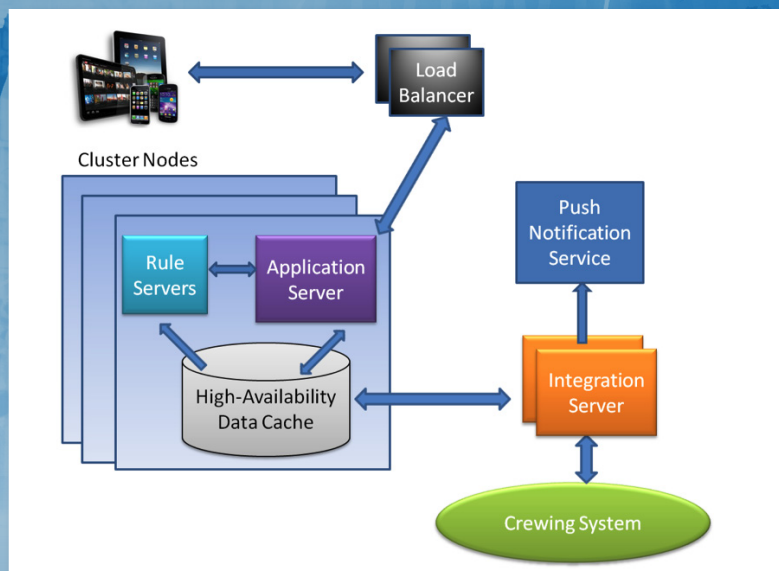 Load
Balancer
Cluster Nodes
Rule
Servers
Application
Server
High-Availability
Data Cache
Push
Notification
Service
Integration
Server
Crewing System